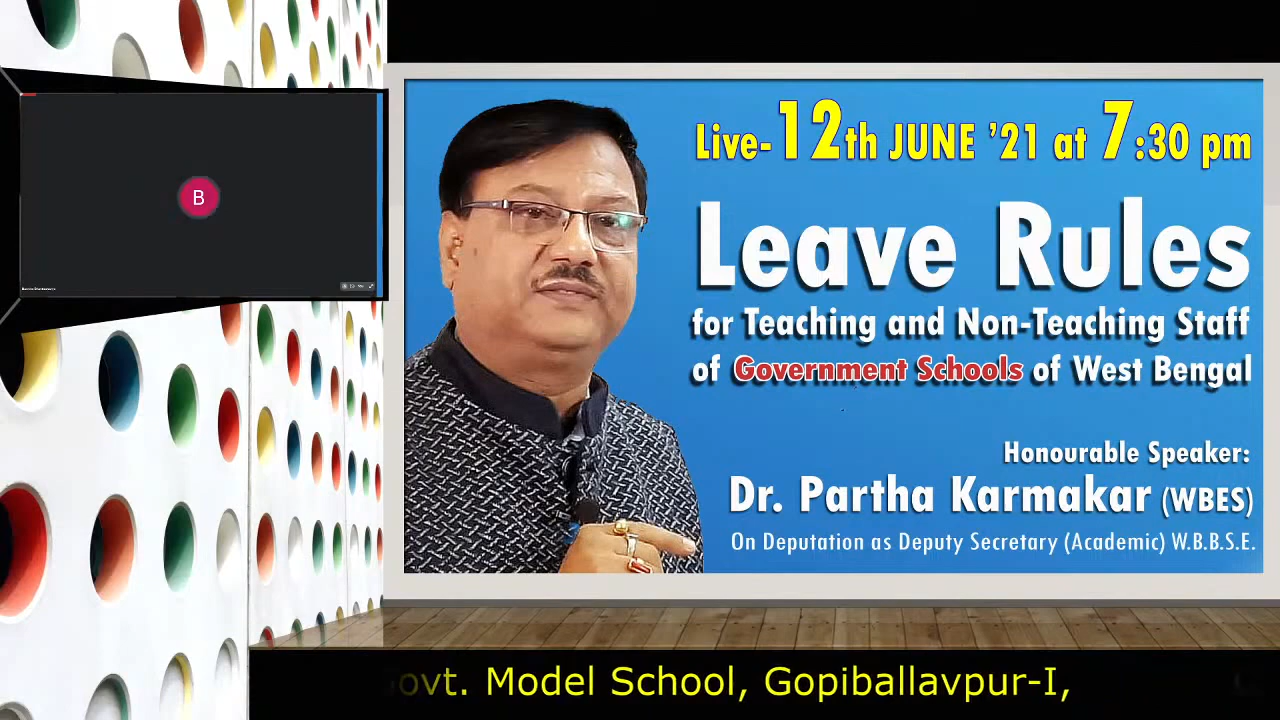 B
Live- 12th JUNE ’21 at 7:30 pm
Leave Rules
for Teaching and Non-Teaching Staff
of Government Schools of West Bengal
Honourable Speaker:
Dr. Partha Karmakar (WBES)
On Deputation as Deputy Secretary (Academic) W.B.B.S.E.
ovt. Model School, Gopiballavpur-I,